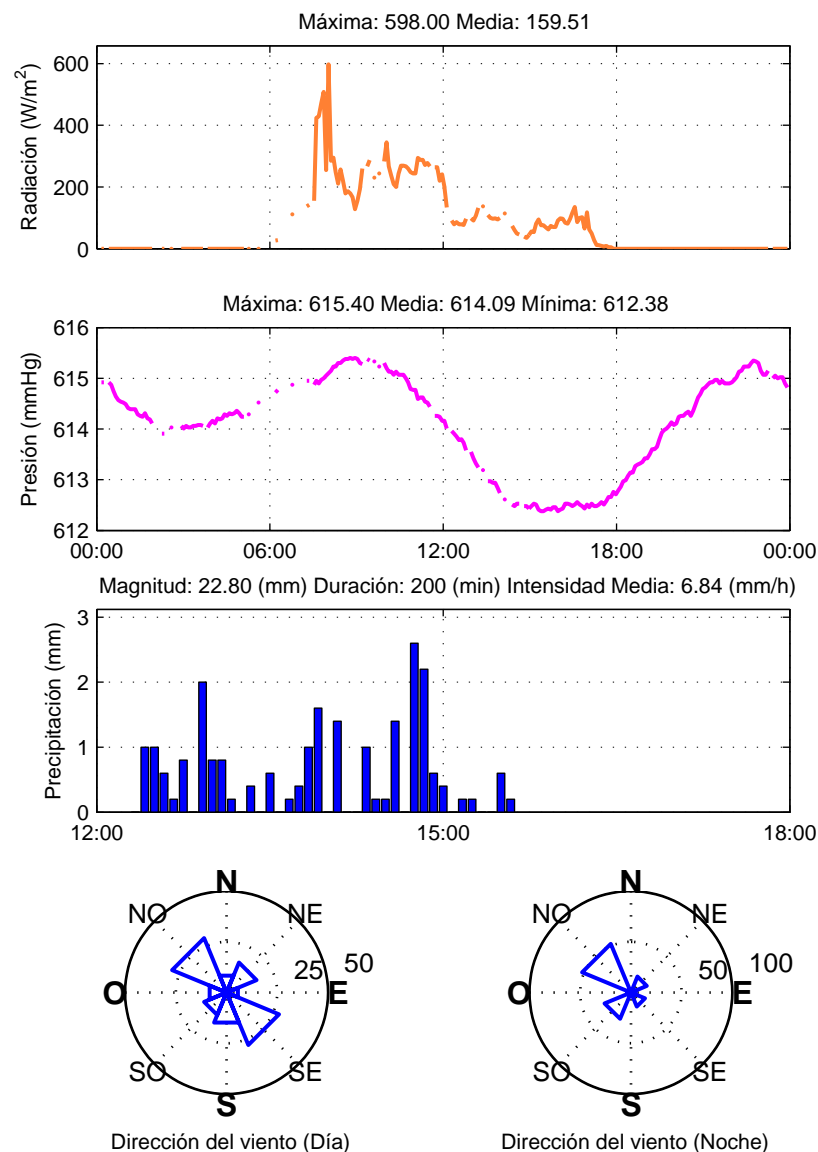 Máxima: 598.00 Media: 159.51
600
400
200
0
Radiación (W/m²)
Máxima: 615.40 Media: 614.09 Mínima: 612.38
616
615
614
613
612
Presión (mmHg)
00:00 06:00 12:00 18:00 00:00
Magnitud: 22.80 (mm) Duración: 200 (min) Intensidad Media: 6.84 (mm/h)
3
2
1
0
Precipitación (mm)
12:00 15:00 18:00
N
NO NE
25 50
O E
SO SE
S
Dirección del viento (Día)
N
NO NE
50 100
O E
SO SE
S
Dirección del viento (Noche)